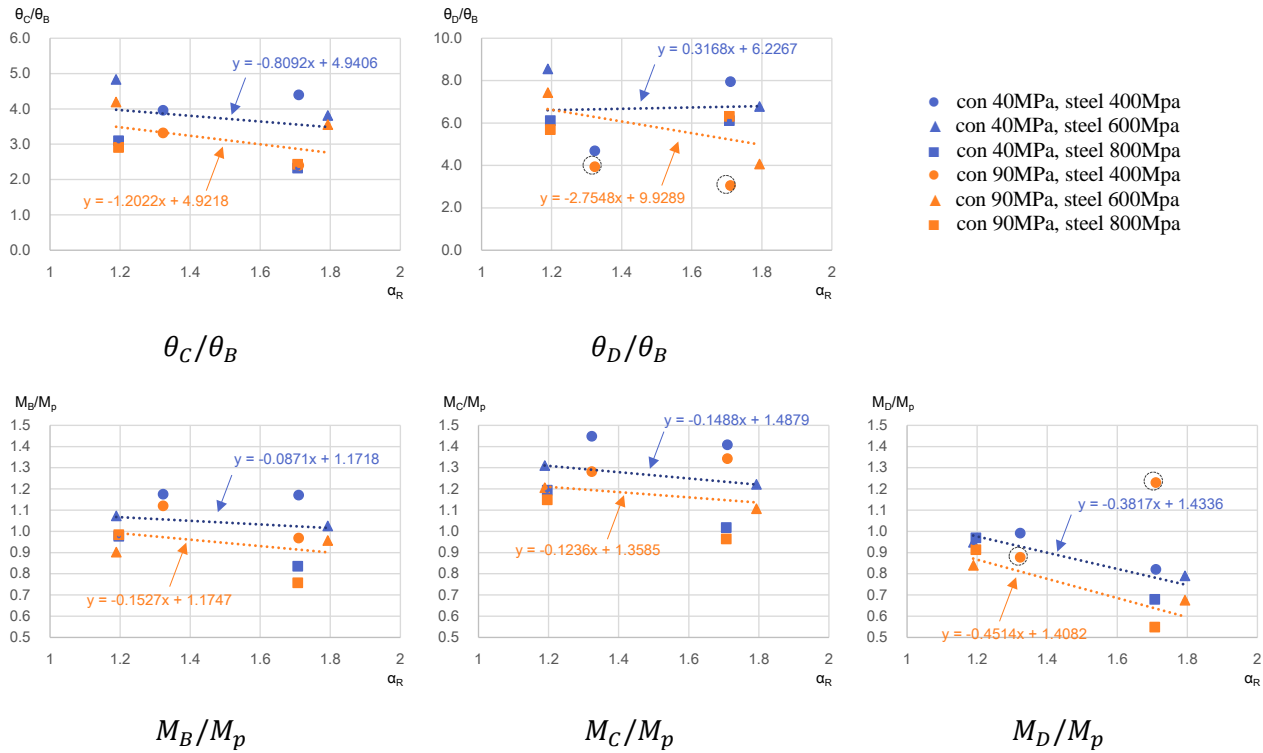 θC/θB
6.0
5.0
4.0
3.0
2.0
1.0
0.0
y = -0.8092x + 4.9406
y = -1.2022x + 4.9218
1 1.2 1.4 1.6 1.8 2
αR
θC/θB
θD/θB
10.0
8.0
6.0
4.0
2.0
0.0
y = 0.3168x + 6.2267
y = -2.7548x + 9.9289
1 1.2 1.4 1.6 1.8 2
αR
θD/θB
con 40MPa, steel 400Mpa
con 40MPa, steel 600Mpa
con 40MPa, steel 800Mpa
con 90MPa, steel 400Mpa
con 90MPa, steel 600Mpa
con 90MPa, steel 800Mpa
MB/Mp
1.5
1.4
1.3
1.2
1.1
1.0
0.9
0.8
0.7
0.6
0.5
y = -0.0871x + 1.1718
y = -0.1527x + 1.1747
1 1.2 1.4 1.6 1.8 2
αR
MB/Mp
MC/Mp
1.5
1.4
1.3
1.2
1.1
1.0
0.9
0.8
0.7
0.6
0.5
y = -0.1488x + 1.4879
y = -0.1236x + 1.3585
1 1.2 1.4 1.6 1.8 2
αR
MC/Mp
MD/Mp
1.5
1.4
1.3
1.2
1.1
1.0
0.9
0.8
0.7
0.6
0.5
y = -0.3817x + 1.4336
y = -0.4514x + 1.4082
1 1.2 1.4 1.6 1.8 2
αR
MD/Mp